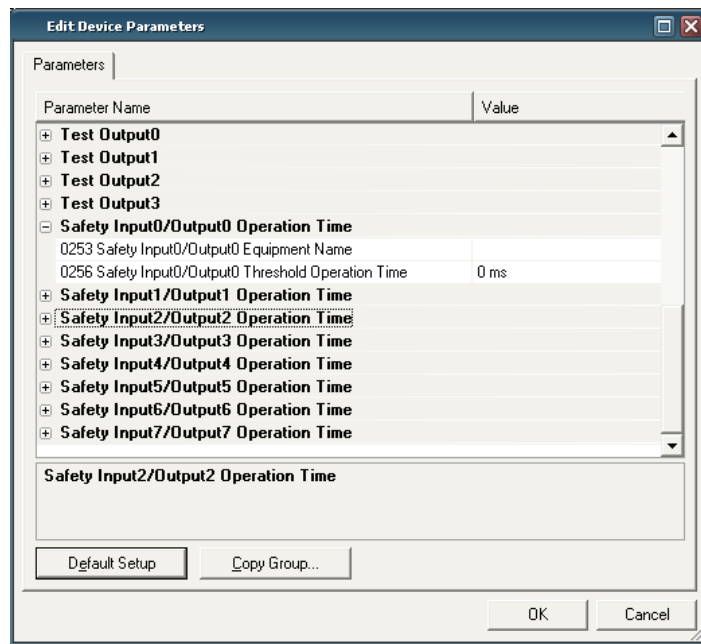 Edit Device Parameters
Parameters
Parameter Name Value
Test Output0
Test Output1
Test Output2
Test Output3
Safety Input0/Output0 Operation Time
0253 Safety Input0/Output0 Equipment Name
0256 Safety Input0/Output0 Threshold Operation Time 0 ms
Safety Input1/Output1 Operation Time
Safety Input2/Output2 Operation Time
Safety Input3/Output3 Operation Time
Safety Input4/Output4 Operation Time
Safety Input5/Output5 Operation Time
Safety Input6/Output6 Operation Time
Safety Input7/Output7 Operation Time
Safety Input2/Output2 Operation Time
Default Setup Copy Group...
OK Cancel